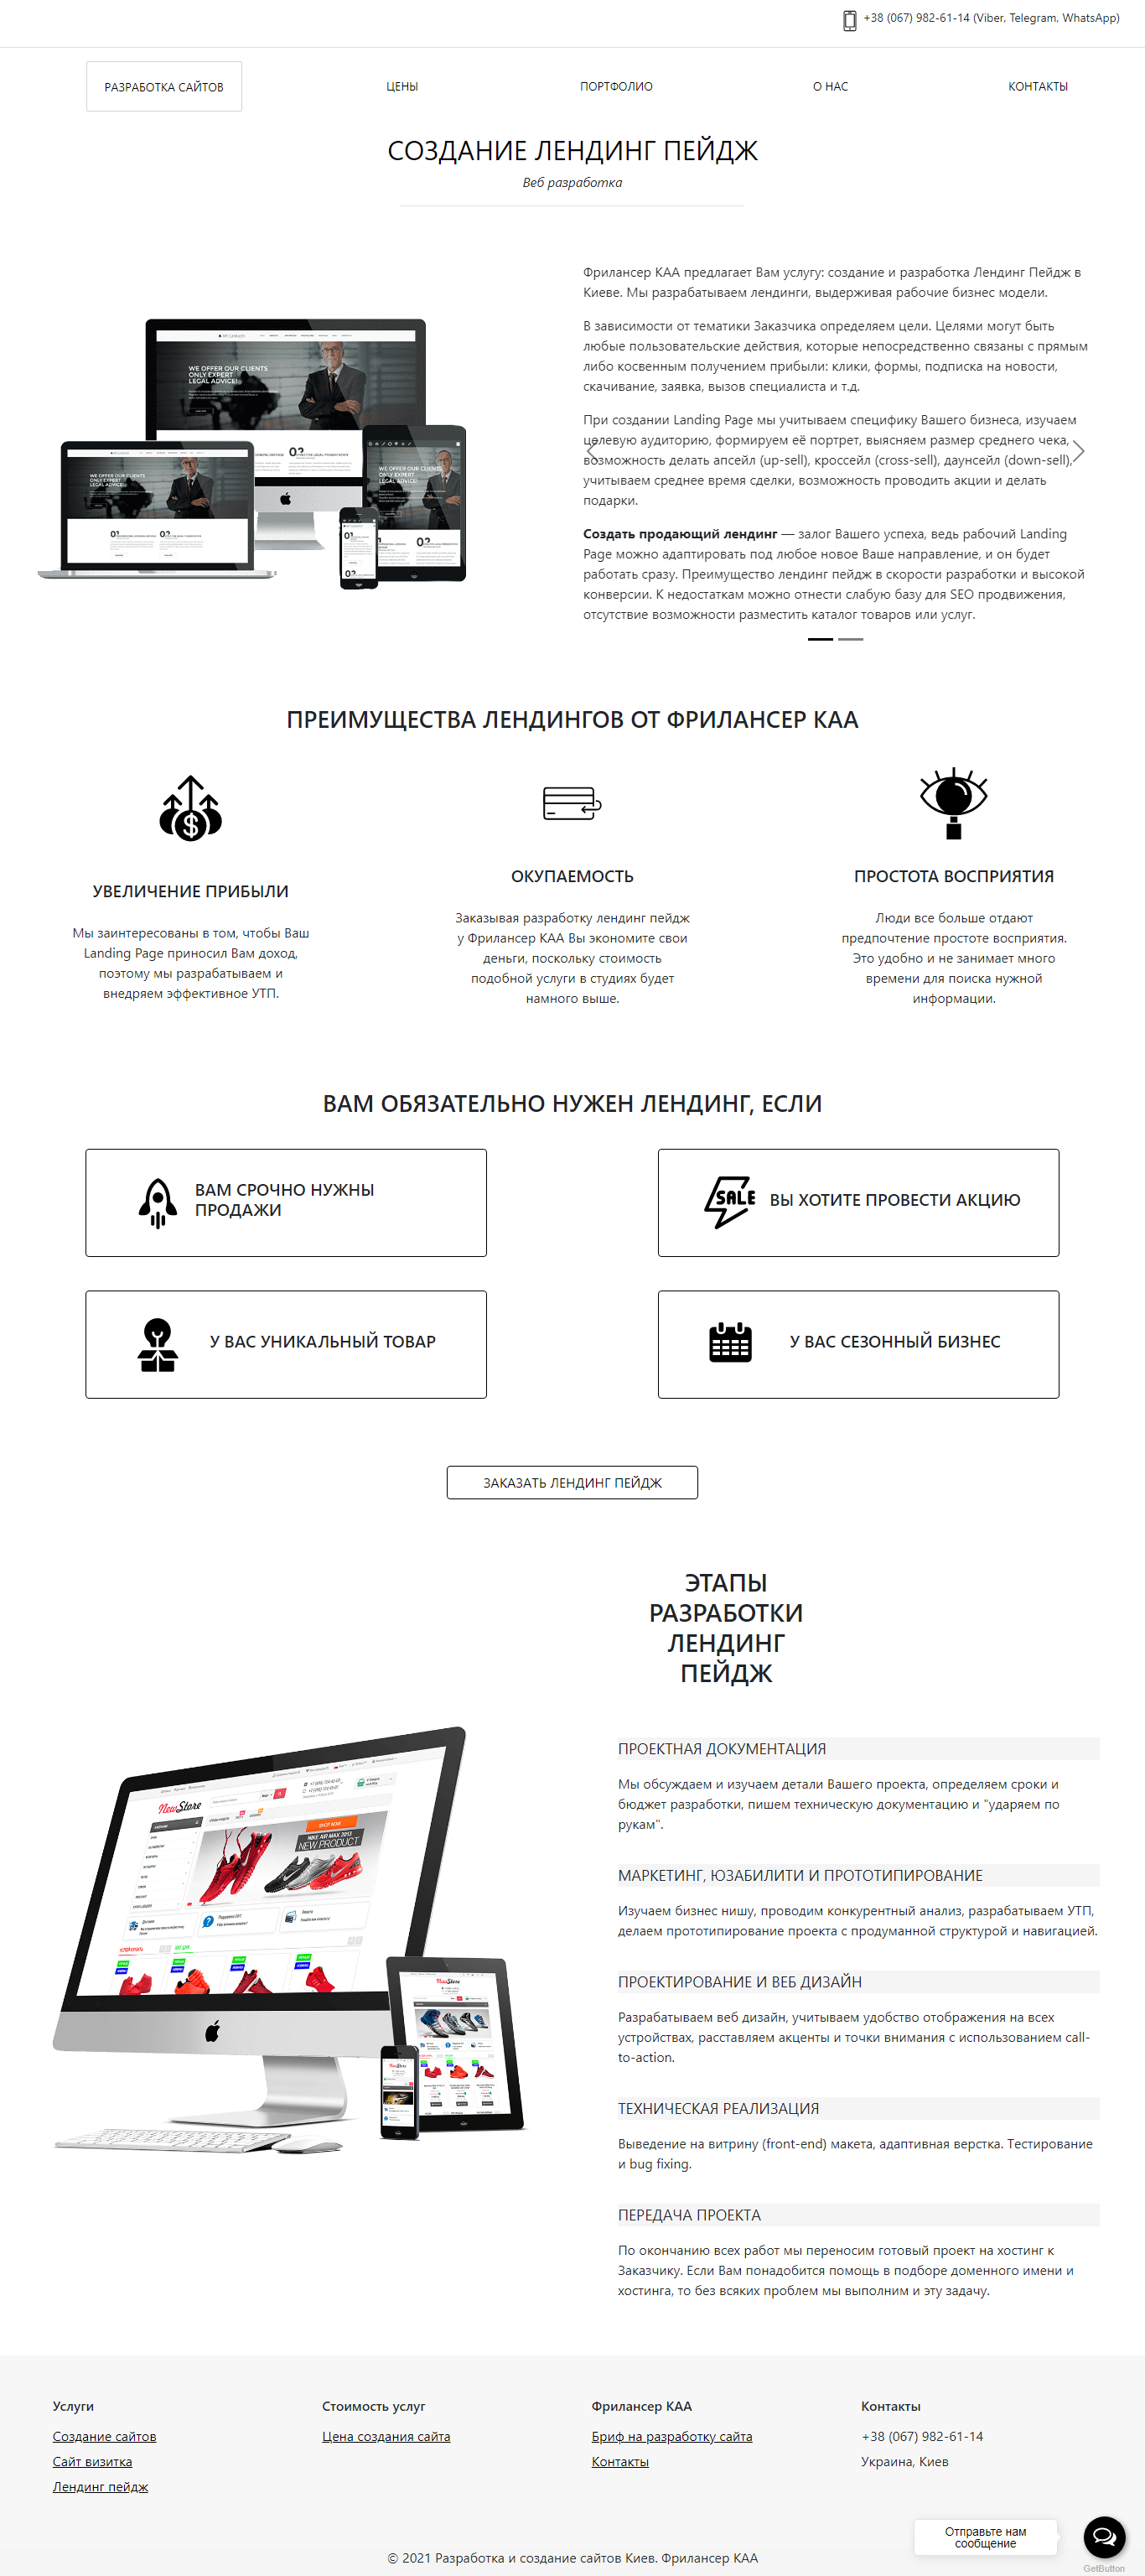 +38 (067) 982-61-14 (Viber, Telegram, WhatsApp)
РАЗРАБОТКА САЙТОВ
ЦЕНЫ
ПОРТФОЛИО
О НАС
КОНТАКТЫ
СОЗДАНИЕ ЛЕНДИНГ ПЕЙДЖ
Веб разработка
WE OFFER OUR CLIENTS
ONLY EXPERT
LEGAL ADVICE!
WE OFFER OUR CLIENTS
ONLY EXPERT
LEGAL ADVICE!
WE OFFER OUR CLIENTS
ONLY EXPERT
LEGAL ADVICE!
Фрилансер КАА предлагает Вам услугу: создание и разработка Лендинг Пейдж в
Киеве. Мы разрабатываем лендинги, выдерживая рабочие бизнес модели.
В зависимости от тематики Заказчика определяем цели. Целями могут быть
любые пользовательские действия, которые непосредственно связаны с прямым
либо косвенным получением прибыли: клики, формы, подписка на новости,
скачивание, заявка, вызов специалиста и т.д.
При создании Landing Page мы учитываем специфику Вашего бизнеса, изучаем
целевую аудиторию, формируем её портрет, выясняем размер среднего чека,
возможность делать апсейл (up-sell), кроссейл (cross-sell), даунсейл (down-sell),
учитываем среднее время сделки, возможность проводить акции и делать
подарки.
Создать продающий лендинг — залог Вашего успеха, ведь рабочий Landing
Page можно адаптировать под любое новое Ваше направление, и он будет
работать сразу. Преимущество лендинг пейдж в скорости разработки и высокой
конверсии. К недостаткам можно отнести слабую базу для SEO продвижения,
отсутствие возможности разместить каталог товаров или услуг.
ПРЕИМУЩЕСТВА ЛЕНДИНГОВ ОТ ФРИЛАНСЕР КАА
УВЕЛИЧЕНИЕ ПРИБЫЛИ
Мы заинтересованы в том, чтобы Ваш
Landing Page приносил Вам доход,
поэтому мы разрабатываем и
внедряем эффективное УТП.
ОКУПАЕМОСТЬ
Заказывая разработку лендинг пейдж
у Фрилансер КАА Вы экономите свои
деньги, поскольку стоимость
подобной услуги в студиях будет
намного выше.
ПРОСТОТА ВОСПРИЯТИЯ
Люди все больше отдают
предпочтение простоте восприятия.
Это удобно и не занимает много
времени для поиска нужной
информации.
ВАМ ОБЯЗАТЕЛЬНО НУЖЕН ЛЕНДИНГ, ЕСЛИ
ВАМ СРОЧНО НУЖНЫ
ПРОДАЖИ
SALE
ВЫ ХОТИТЕ ПРОВЕСТИ АКЦИЮ
У ВАС УНИКАЛЬНЫЙ ТОВАР
У ВАС СЕЗОННЫЙ БИЗНЕС
ЗАКАЗАТЬ ЛЕНДИНГ ПЕЙДЖ
ЭТАПЫ
РАЗРАБОТКИ
ЛЕНДИНГ
ПЕЙДЖ
NewStore
SHOP NOW
NIKE AIR MAX 2013
NEW PRODUCT
NewStore
ПРОЕКТНАЯ ДОКУМЕНТАЦИЯ
Мы обсуждаем и изучаем детали Вашего проекта, определяем сроки и
бюджет разработки, пишем техническую документацию и "ударяем по
рукам".
МАРКЕТИНГ, ЮЗАБИЛИТИ И ПРОТОТИПИРОВАНИЕ
Изучаем бизнес нишу, проводим конкурентный анализ, разрабатываем УТП,
делаем прототипирование проекта с продуманной структурой и навигацией.
ПРОЕКТИРОВАНИЕ И ВЕБ ДИЗАЙН
Разрабатываем веб дизайн, учитываем удобство отображения на всех
устройствах, расставляем акценты и точки внимания с использованием call-
to-action.
ТЕХНИЧЕСКАЯ РЕАЛИЗАЦИЯ
Выведение на витрину (front-end) макета, адаптивная верстка. Тестирование
и bug fixing.
ПЕРЕДАЧА ПРОЕКТА
По окончанию всех работ мы переносим готовый проект на хостинг к
Заказчику. Если Вам понадобится помощь в подборе доменного имени и
хостинга, то без всяких проблем мы выполним и эту задачу.
Услуги
Создание сайтов
Сайт визитка
Лендинг пейдж
Стоимость услуг
Цена создания сайта
Фрилансер КАА
Бриф на разработку сайта
Контакты
Контакты
+38 (067) 982-61-14
Украина, Киев
Отправьте нам
сообщение
GetButton
© 2021 Разработка и создание сайтов Киев. Фрилансер КАА